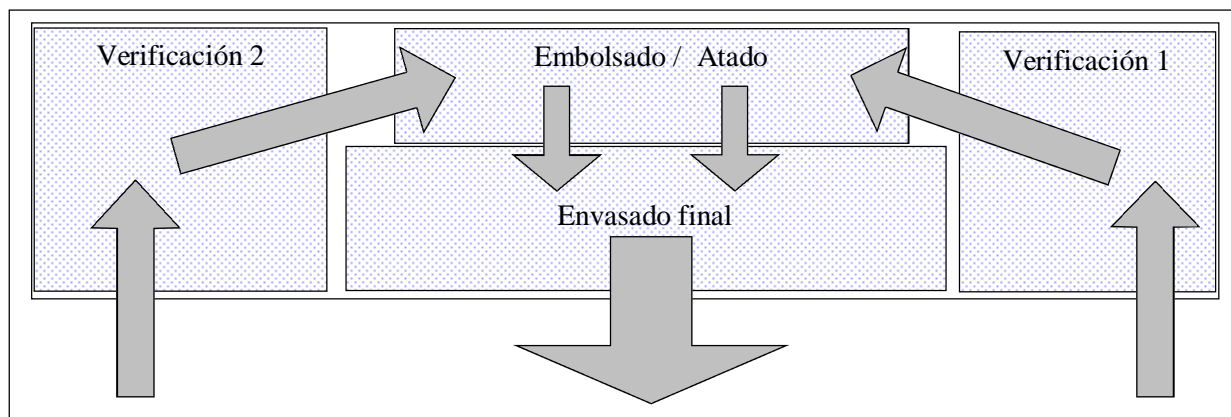 Verificación 2
Embolsado / Atado
Verificación 1
Envasado final